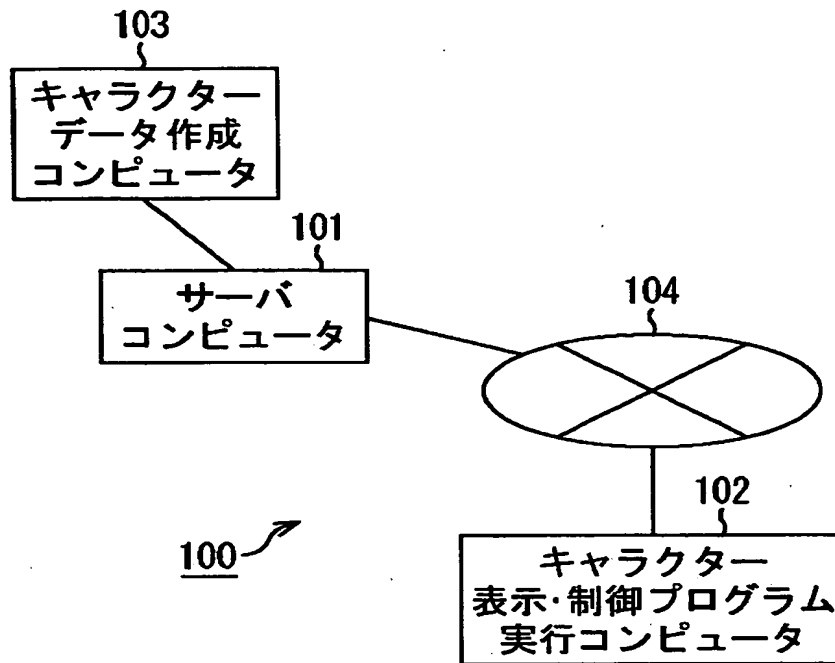 103
キャラクター
データ作成
コンピュータ
101
サーバ
コンピュータ
104
102
100
キャラクター
表示・制御プログラム
実行コンピュータ